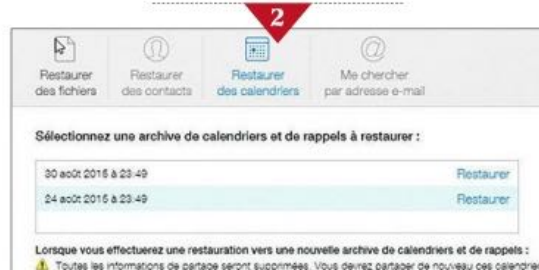 2
Restaurer des fichiers
Restaurer des contacts
Restaurer des calendriers
Me chercher par adresse e-mail
Sélectionnez une archive de calendriers et de rappels à restaurer :
30 août 2015 à 23:49 Restaurer
24 août 2015 à 23:49 Restaurer
Lorsque vous effectuerez une restauration vers une nouvelle archive de calendriers et de rappels :
Toutes les informations de partage seront supprimées. Vous devrez partager de nouveau ces calendrier